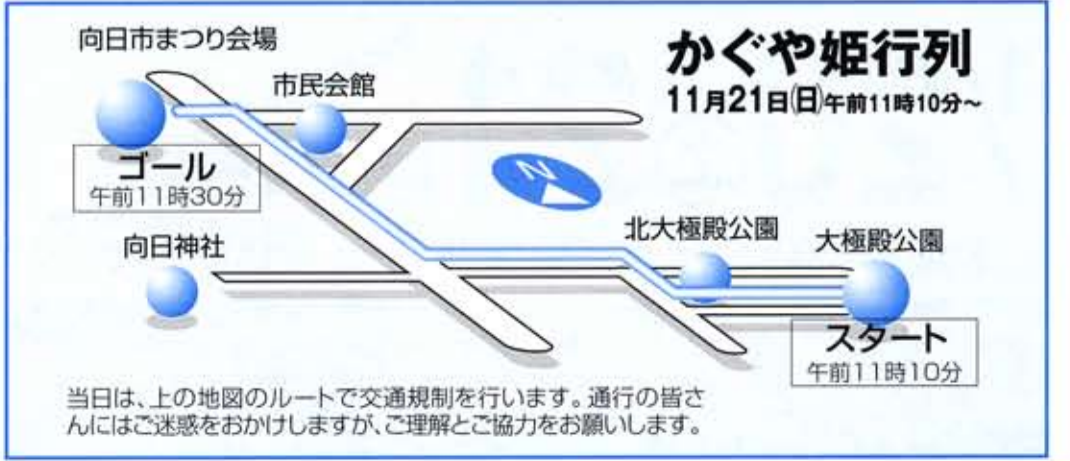 向日市まつり会場
かぐや姫行列
11月21日(日)午前11時10分~
市民会館
ゴール
午前11時30分
N
向日神社
北大極殿公園
大極殿公園
スタート
午前11時10分
当日は、上の地図のルートで交通規制を行います。通行の皆さ
んにはご迷惑をおかけしますが、ご理解とご協力をお願いします。